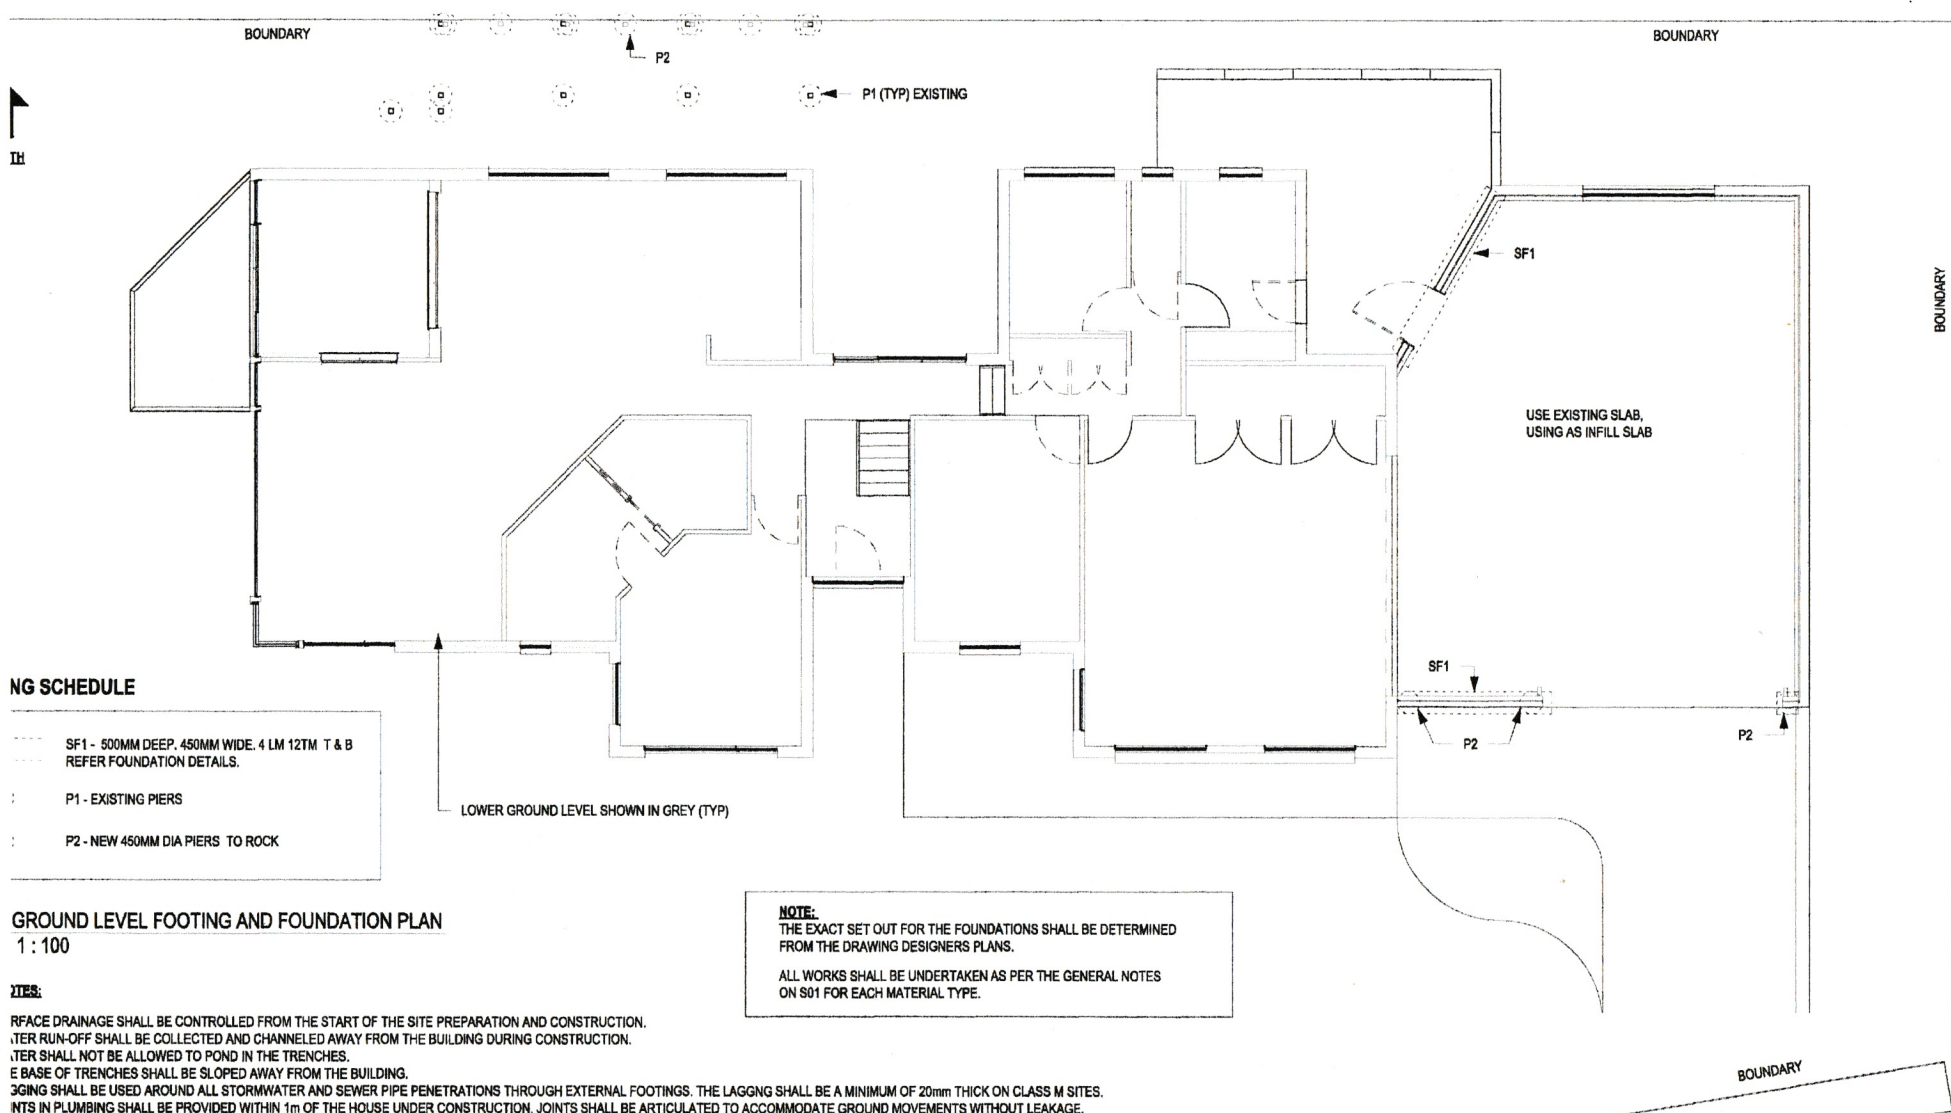 BOUNDARY
BOUNDARY
P2
P1 (TYP) EXISTING
TH
SF1
BOUNDARY
USE EXISTING SLAB,
USING AS INFILL SLAB
SF1
NG SCHEDULE
P2
P2
SF1 - 500MM DEEP. 450MM WIDE. 4 LM 12TM T & B
REFER FOUNDATION DETAILS.
P1 - EXISTING PIERS
LOWER GROUND LEVEL SHOWN IN GREY (TYP)
P2 - NEW 450MM DIA PIERS TO ROCK
GROUND LEVEL FOOTING AND FOUNDATION PLAN
1 : 100
NOTE:
THE EXACT SET OUT FOR THE FOUNDATIONS SHALL BE DETERMINED
FROM THE DRAWING DESIGNERS PLANS.
ALL WORKS SHALL BE UNDERTAKEN AS PER THE GENERAL NOTES
ON S01 FOR EACH MATERIAL TYPE.
OTES:
RFACE DRAINAGE SHALL BE CONTROLLED FROM THE START OF THE SITE PREPARATION AND CONSTRUCTION.
TER RUN-OFF SHALL BE COLLECTED AND CHANNELED AWAY FROM THE BUILDING DURING CONSTRUCTION.
TER SHALL NOT BE ALLOWED TO POND IN THE TRENCHES.
E BASE OF TRENCHES SHALL BE SLOPED AWAY FROM THE BUILDING.
GGING SHALL BE USED AROUND ALL STORMWATER AND SEWER PIPE PENETRATIONS THROUGH EXTERNAL FOOTINGS. THE LAGGNG SHALL BE A MINIMUM OF 20mm THICK ON CLASS M SITES.
INTS IN PLUMBING SHALL BE PROVIDED WITHIN 1m OF THE HOUSE UNDER CONSTRUCTION. JOINTS SHALL BE ARTICULATED TO ACCOMMODATE GROUND MOVEMENTS WITHOUT LEAKAGE.
BOUNDARY